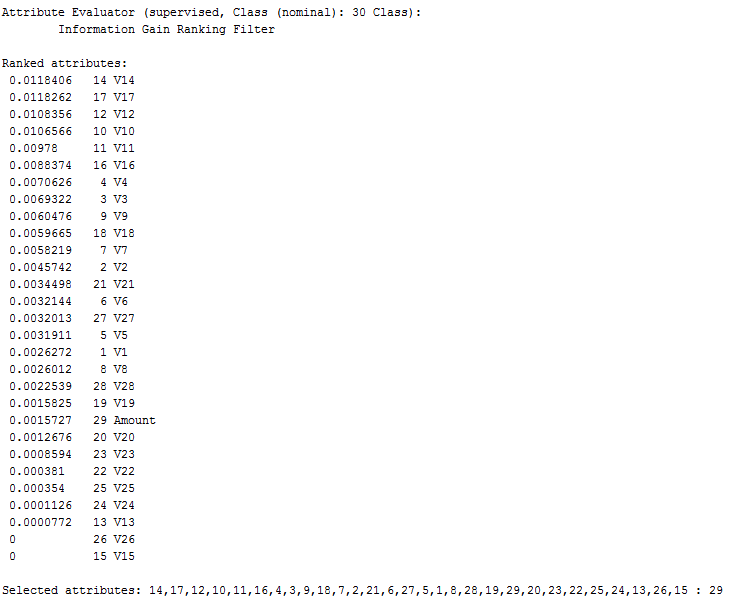 Attribute Evaluator (supervised, Class (nominal): 30 Class):
Information Gain Ranking Filter
Ranked attributes:
0.0118406 14 V14
0.0118262 17 V17
0.0108356 12 V12
0.0106566 10 V10
0.00978 11 V11
0.0088374 16 V16
0.0070626 4 V4
0.0069322 3 V3
0.0060476 9 V9
0.0059665 18 V18
0.0058219 7 V7
0.0045742 2 V2
0.0034498 21 V21
0.0032144 6 V6
0.0032013 27 V27
0.0031911 5 V5
0.0026272 1 V1
0.0026012 8 V8
0.0022539 28 V28
0.0015825 19 V19
0.0015727 29 Amount
0.0012676 20 V20
0.0008594 23 V23
0.000381 22 V22
0.000354 25 V25
0.0001126 24 V24
0.0000772 13 V13
0 26 V26
0 15 V15
Selected attributes: 14,17,12,10,11,16,4,3,9,18,7,2,21,6,27,5,1,8,28,19,29,20,23,22,25,24,13,26,15 : 29